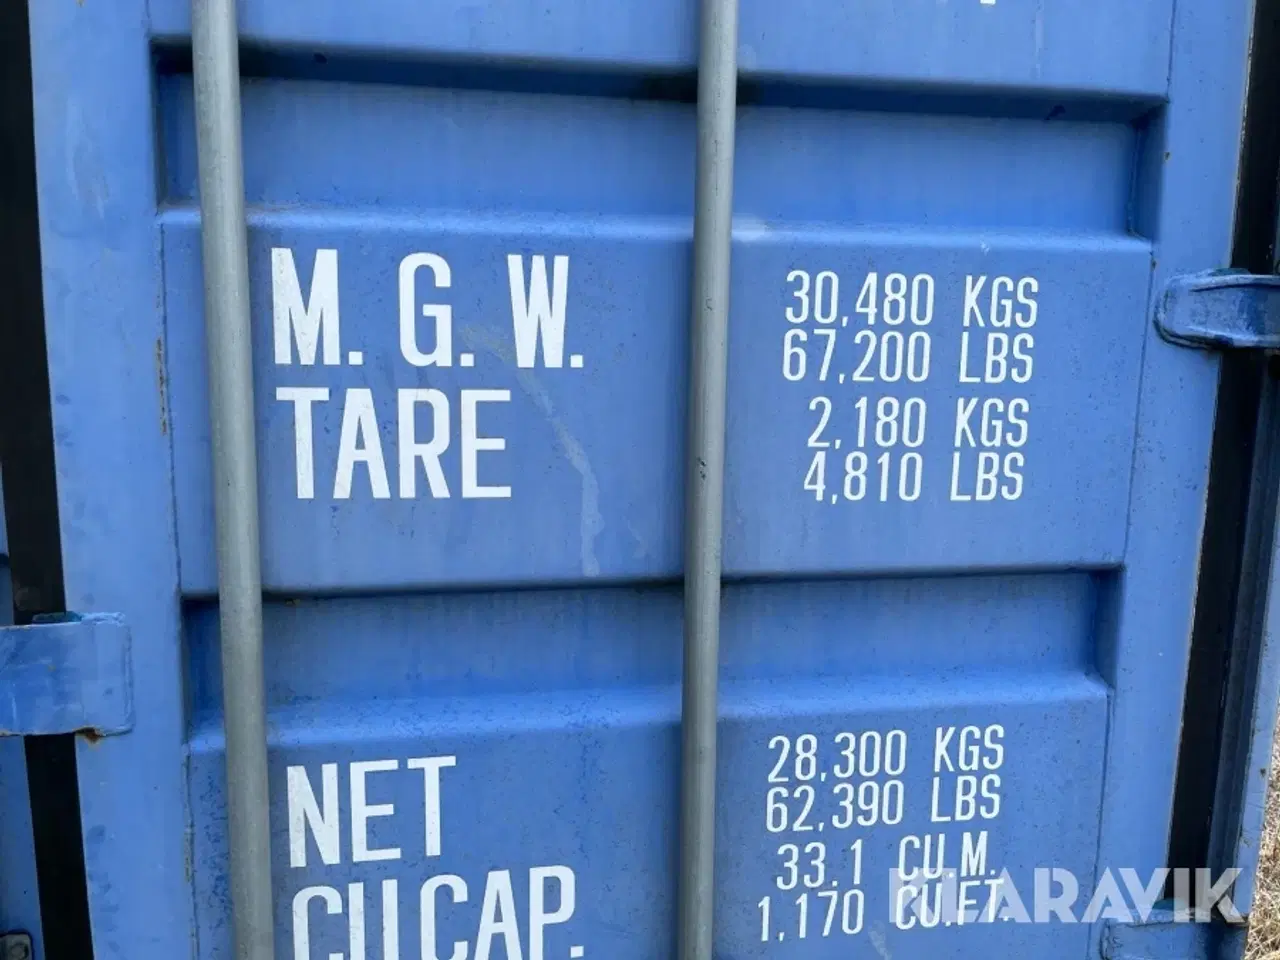 M. G. W. 30,480 KGS
67,200 LBS
TARE 2,180 KGS
4,810 LBS
NET 28,300 KGS
62,390 LBS
CU.CAP. 33.1 CU.M.
1,170 CU.FT.
KLARAVIK